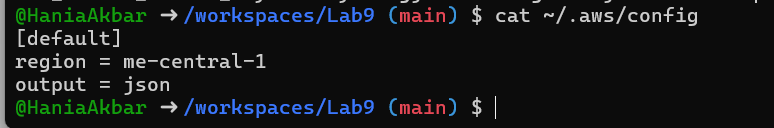 @HaniaAkbar ➜ /workspaces/Lab9 (main) $ cat ~/.aws/config
[default]
region = me-central-1
output = json
@HaniaAkbar ➜ /workspaces/Lab9 (main) $